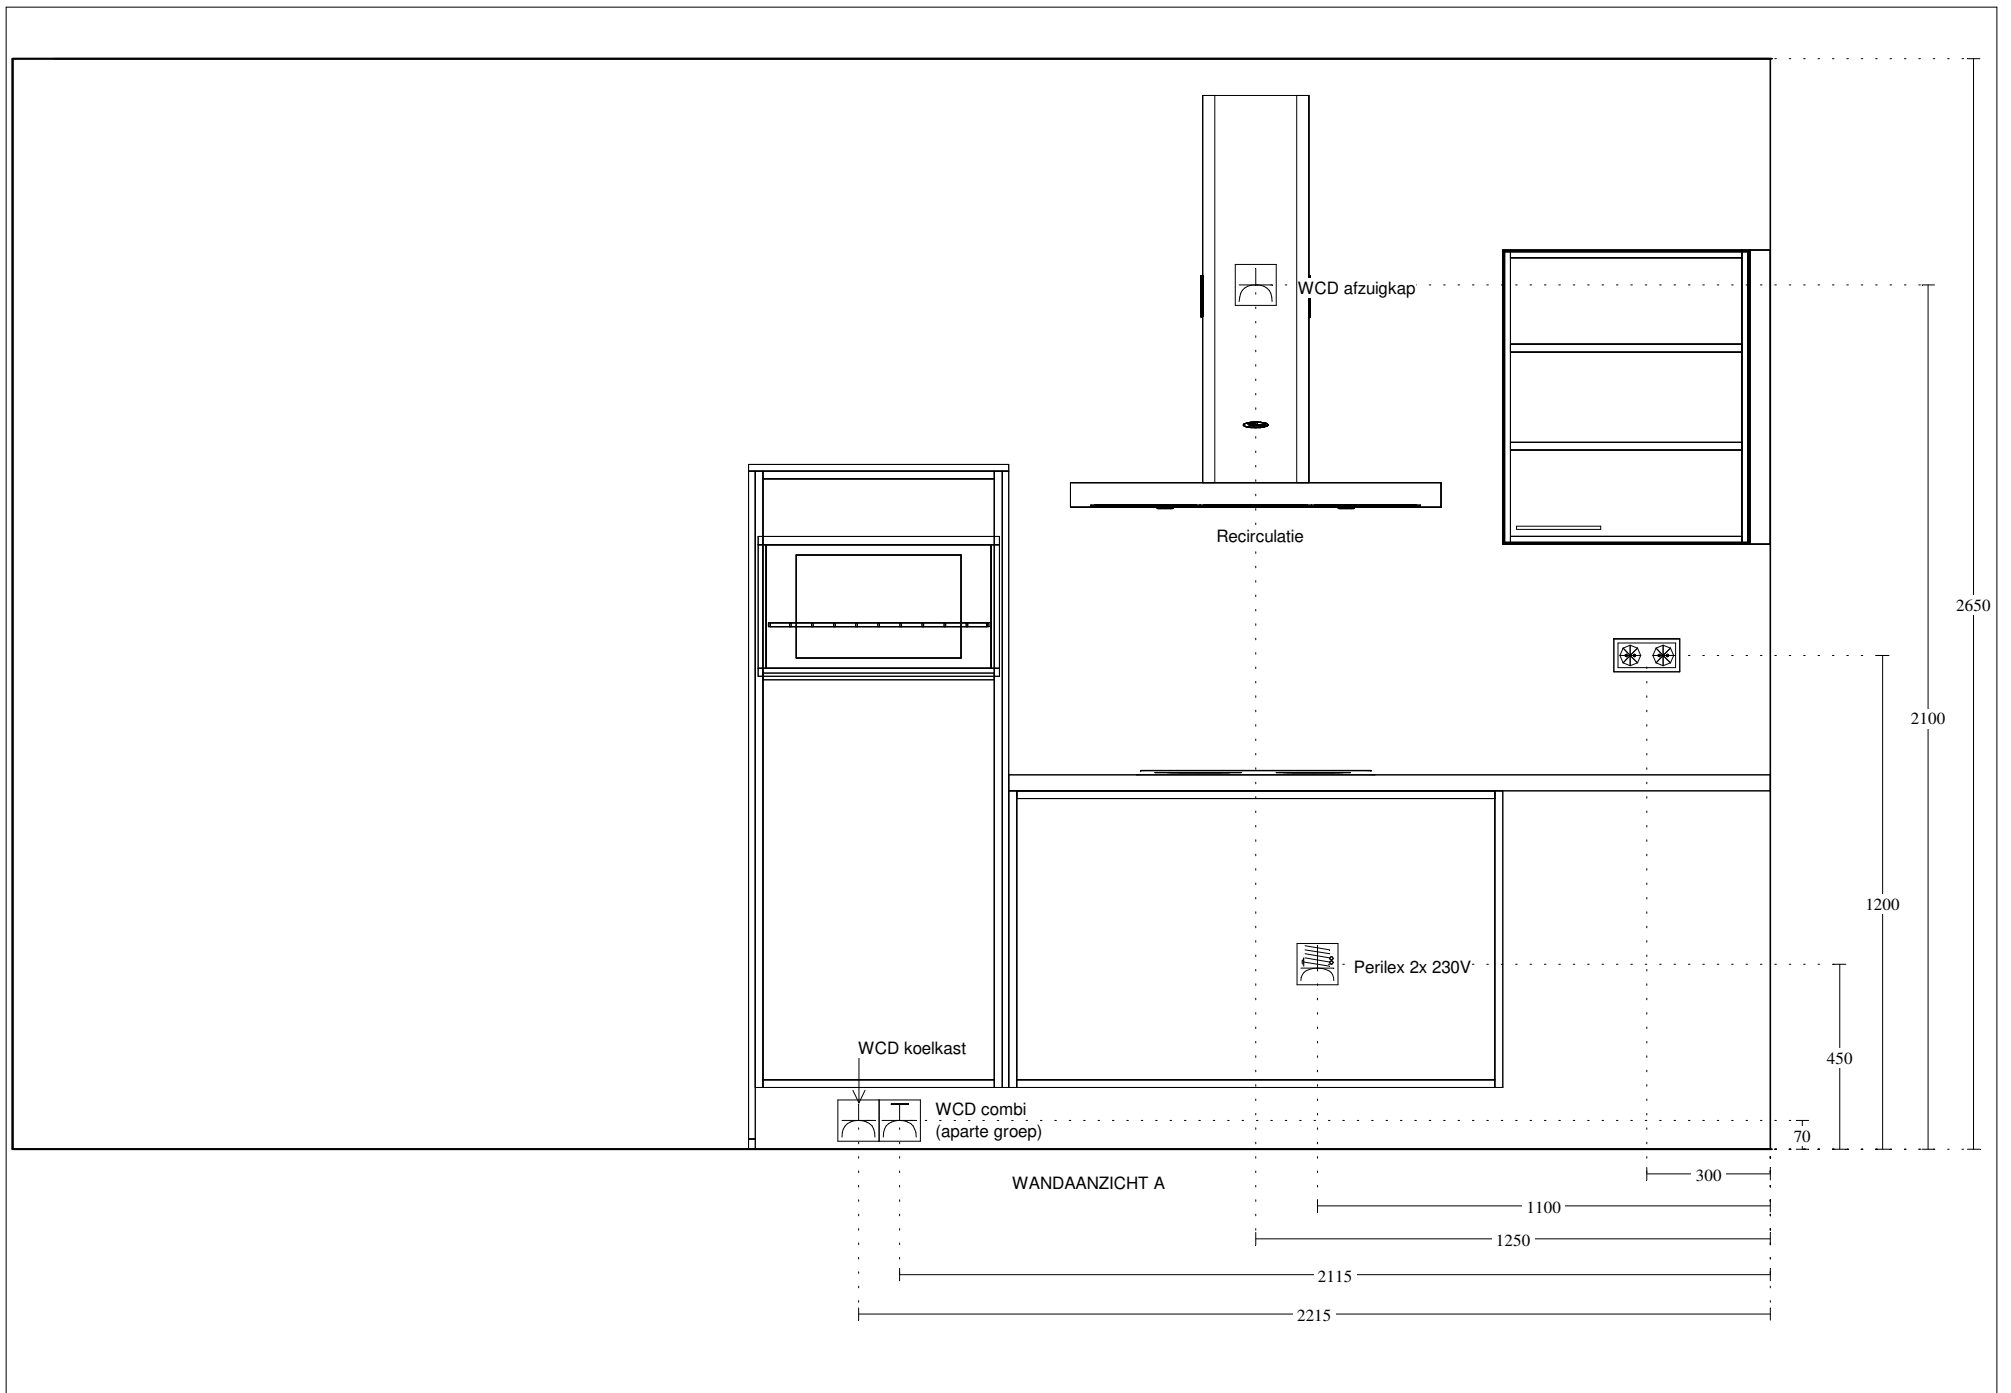 WCD afzuigkap
Recirculatie
2650
2100
1200
Perilex 2x 230V
450
WCD koelkast
WCD combi
(aparte groep)
70
WANDAANZICHT A
300
1100
1250
2115
2215